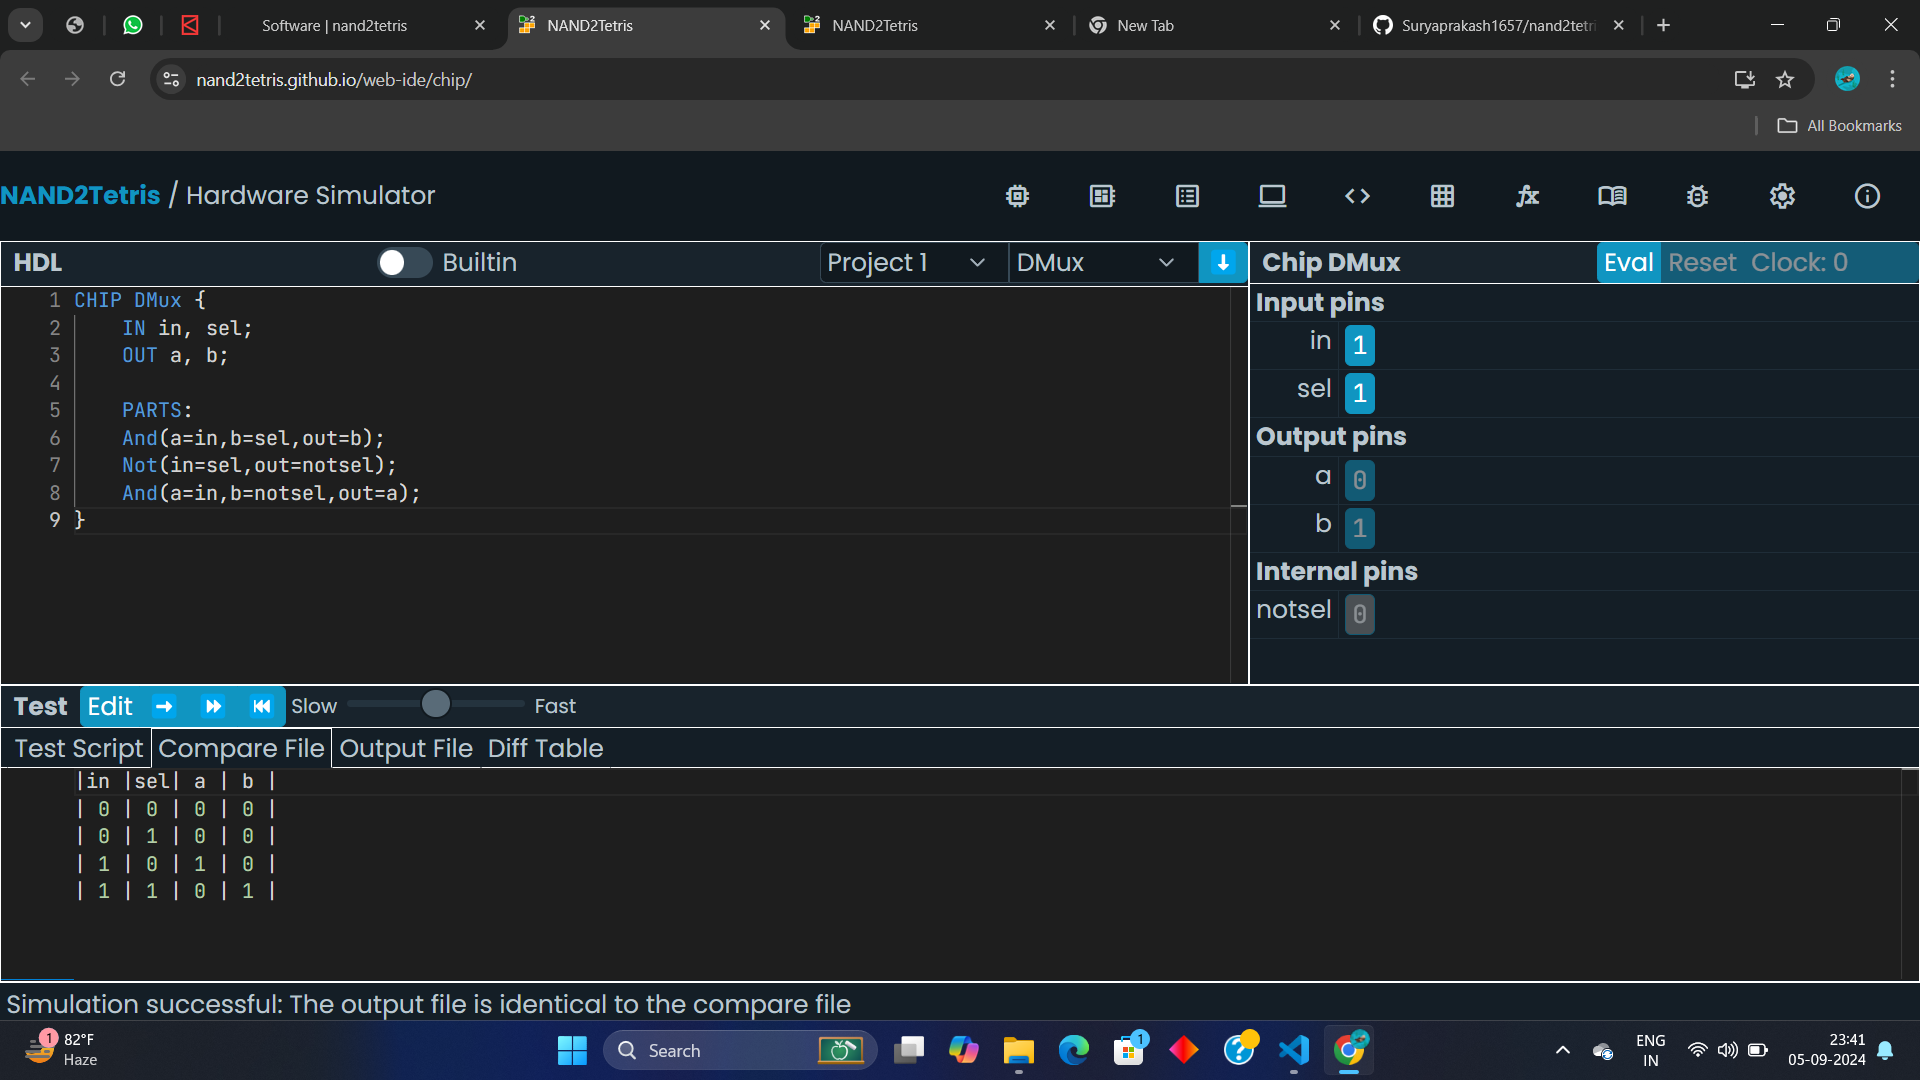 Software | nand2tetris
NAND2Tetris
NAND2Tetris
New Tab
Suryaprakash1657/nand2tetri
nand2tetris.github.io/web-ide/chip/
All Bookmarks
NAND2Tetris / Hardware Simulator
HDL
Builtin
Project 1
DMux
1 CHIP DMux {
2 IN in, sel;
3 OUT a, b;
4
5 PARTS:
6 And(a=in,b=sel,out=b);
7 Not(in=sel,out=notsel);
8 And(a=in,b=notsel,out=a);
9 }
Chip DMux
Eval Reset Clock: 0
Input pins
in 1
sel 1
Output pins
a 0
b 1
Internal pins
notsel 0
Test Edit Slow Fast
Test Script Compare File Output File Diff Table
|in |sel| a | b |
| 0 | 0 | 0 | 0 |
| 0 | 1 | 0 | 0 |
| 1 | 0 | 1 | 0 |
| 1 | 1 | 0 | 1 |
Simulation successful: The output file is identical to the compare file
1
82°F
Haze
Search
1
ENG
IN
23:41
05-09-2024